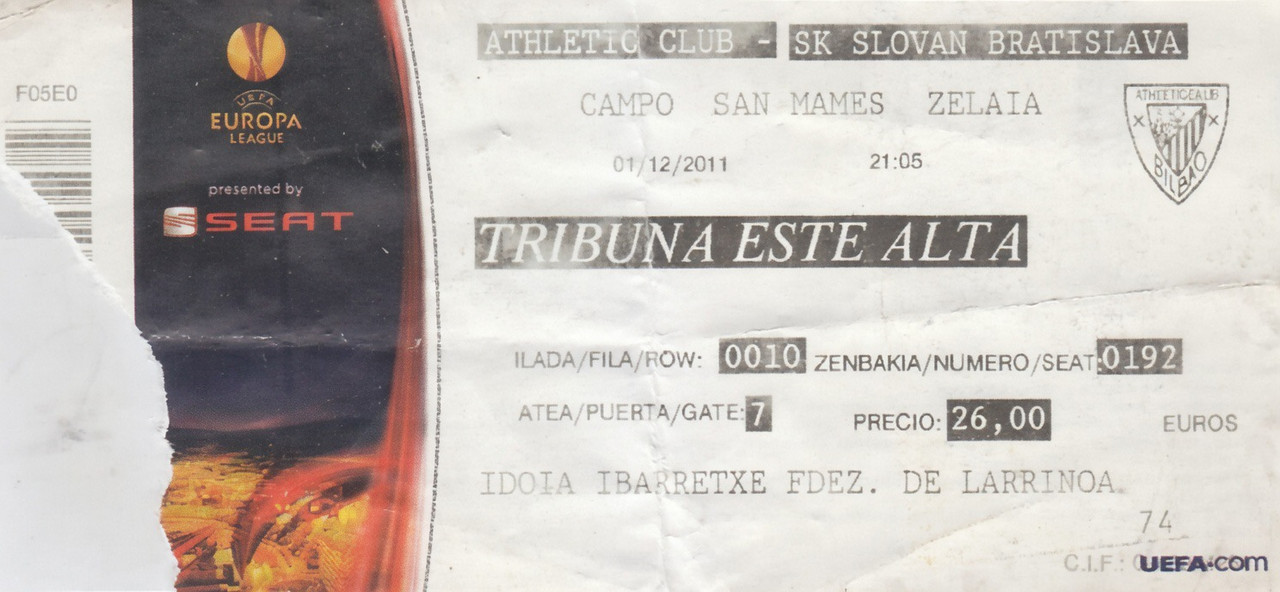 F05E0
UEFA
EUROPA
LEAGUE
presented by
SEAT
ATHLETIC CLUB - SK SLOVAN BRATISLAVA
CAMPO SAN MAMES ZELAIA
ATHLETIC CLUB
BILBAO
01/12/2011 21:05
TRIBUNA ESTE ALTA
ILADA/FILA/ROW: 0010 ZENBAKIA/NUMERO/SEAT: 0192
ATEA/PUERTA/GATE: 7 PRECIO: 26,00 EUROS
IDOIA IBARRETXE FDEZ. DE LARRINOA
74
C.I.F.:
UEFA.com